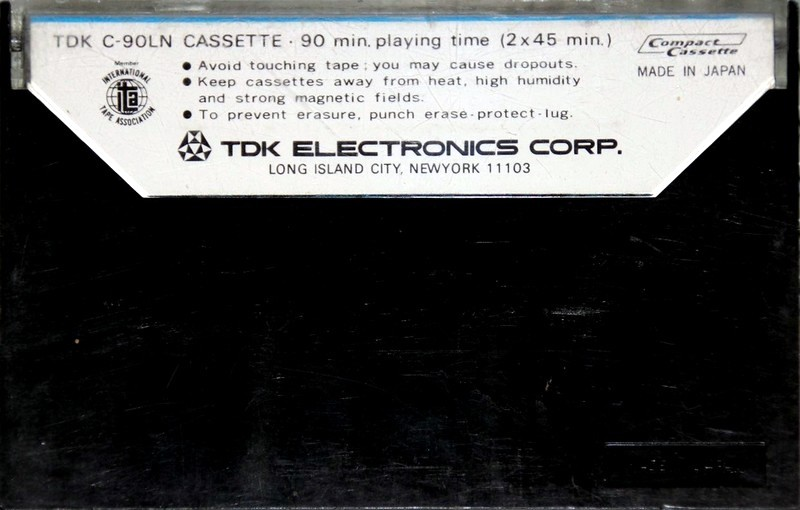 TDK C-90LN CASSETTE · 90 min. playing time (2 x 45 min.)
Compact
Cassette
MADE IN JAPAN
Member
INTERNATIONAL
ita
TAPE ASSOCIATION
● Avoid touching tape ; you may cause dropouts.
● Keep cassettes away from heat, high humidity
and strong magnetic fields.
● To prevent erasure, punch erase-protect-lug.
TDK ELECTRONICS CORP.
LONG ISLAND CITY, NEWYORK 11103